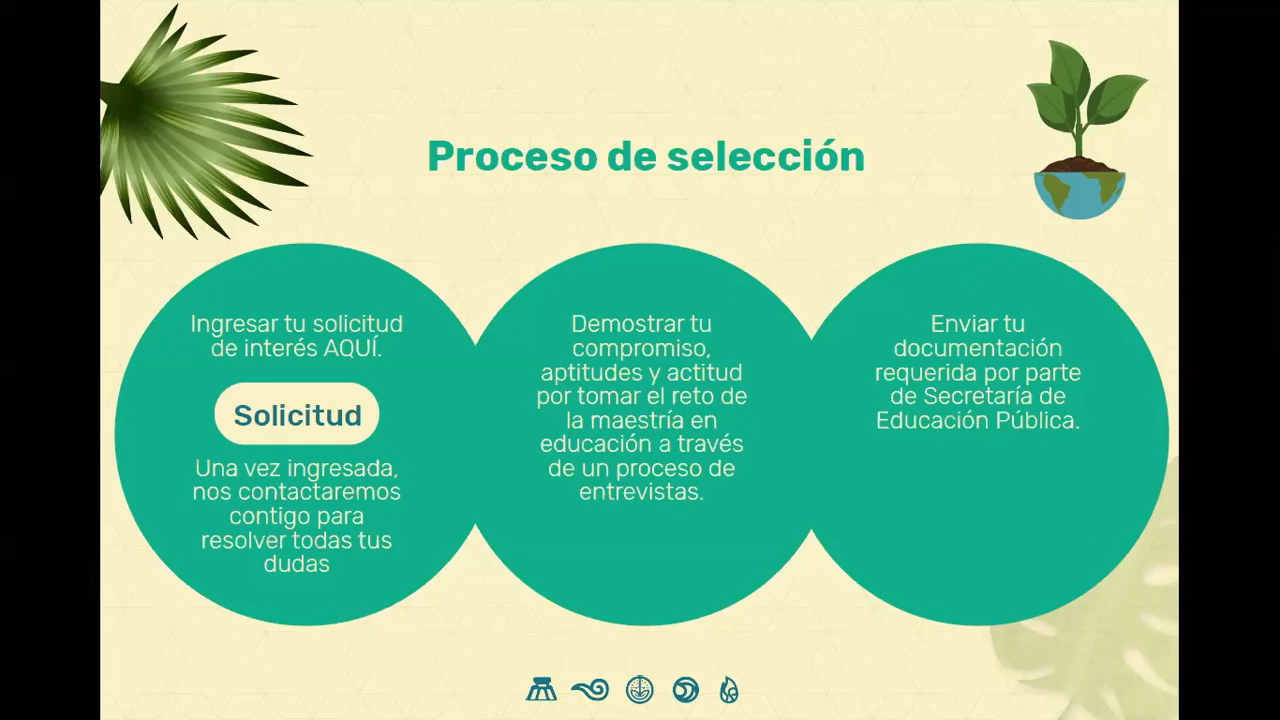 Proceso de selección
Ingresar tu solicitud
de interés AQUÍ.
Solicitud
Una vez ingresada,
nos contactaremos
contigo para
resolver todas tus
dudas
Demostrar tu
compromiso,
aptitudes y actitud
por tomar el reto de
la maestría en
educación a través
de un proceso de
entrevistas.
Enviar tu
documentación
requerida por parte
de Secretaría de
Educación Pública.